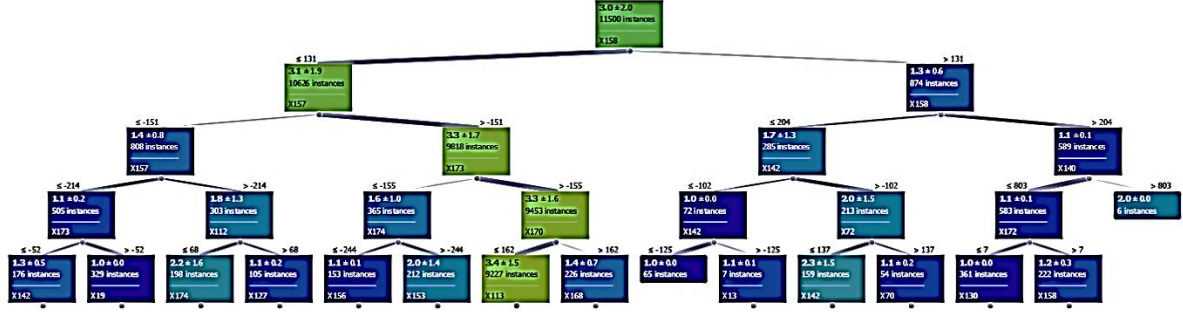 3.0 ± 2.0
11500 instances
X158
≤ 131
> 131
3.1 ± 1.9
10626 instances
X157
1.3 ± 0.6
874 instances
X158
≤ -151
> -151
≤ 204
> 204
1.4 ± 0.8
808 instances
X157
3.3 ± 1.7
9818 instances
X173
1.7 ± 1.3
285 instances
X142
1.1 ± 0.1
589 instances
X140
≤ -214
> -214
≤ -155
> -155
≤ -102
> -102
≤ 803
> 803
1.1 ± 0.2
505 instances
X173
1.8 ± 1.3
303 instances
X112
1.6 ± 1.0
365 instances
X174
3.3 ± 1.6
9453 instances
X170
1.0 ± 0.0
72 instances
X142
2.0 ± 1.5
213 instances
X72
1.1 ± 0.1
583 instances
X172
2.0 ± 0.0
6 instances
≤ -52
> -52
≤ 68
> 68
≤ -244
> -244
≤ 162
> 162
≤ -125
> -125
≤ 137
> 137
≤ 7
> 7
1.3 ± 0.5
176 instances
X142
1.0 ± 0.0
329 instances
X19
2.2 ± 1.6
198 instances
X174
1.1 ± 0.2
105 instances
X127
1.1 ± 0.1
153 instances
X156
2.0 ± 1.4
212 instances
X153
3.4 ± 1.5
9227 instances
X113
1.4 ± 0.7
226 instances
X168
1.0 ± 0.0
65 instances
1.1 ± 0.1
7 instances
X13
2.3 ± 1.5
159 instances
X142
1.1 ± 0.2
54 instances
X70
1.0 ± 0.0
361 instances
X130
1.2 ± 0.3
222 instances
X158